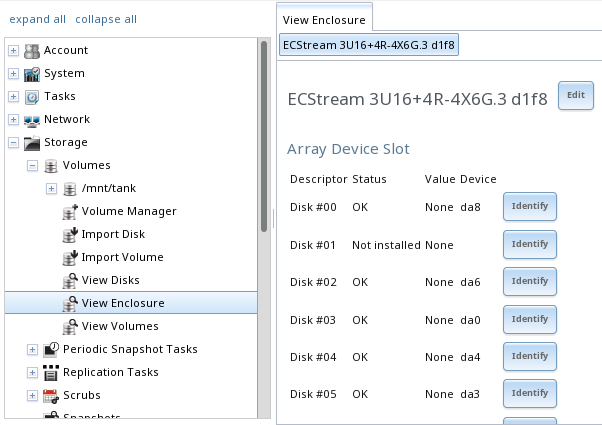 expand all collapse all
Account
System
Tasks
Network
Storage
Volumes
/mnt/tank
Volume Manager
Import Disk
Import Volume
View Disks
View Enclosure
View Volumes
Periodic Snapshot Tasks
Replication Tasks
Scrubs
Snapshots
View Enclosure
ECStream 3U16+4R-4X6G.3 d1f8
ECStream 3U16+4R-4X6G.3 d1f8 Edit
Array Device Slot
Descriptor Status Value Device
Disk #00 OK None da8 Identify
Disk #01 Not installed None Identify
Disk #02 OK None da6 Identify
Disk #03 OK None da0 Identify
Disk #04 OK None da4 Identify
Disk #05 OK None da3 Identify